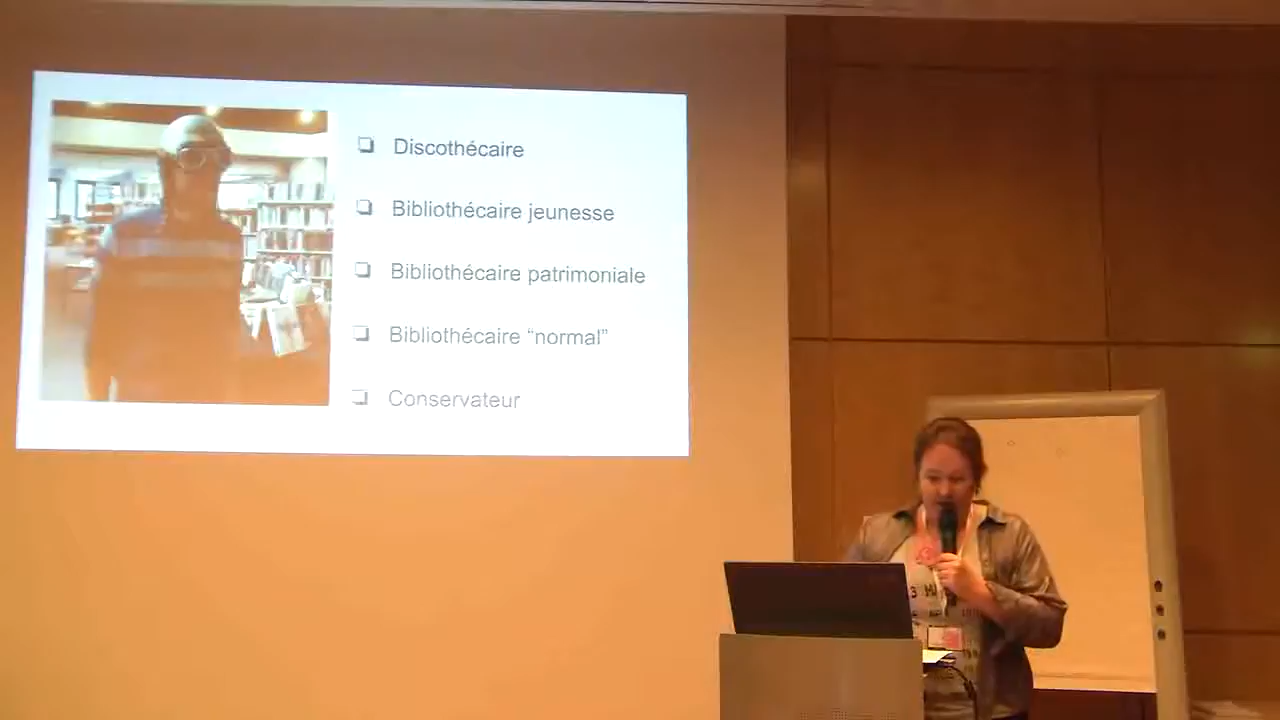 Discothécaire
Bibliothécaire jeunesse
Bibliothécaire patrimoniale
Bibliothécaire “normal”
Conservateur